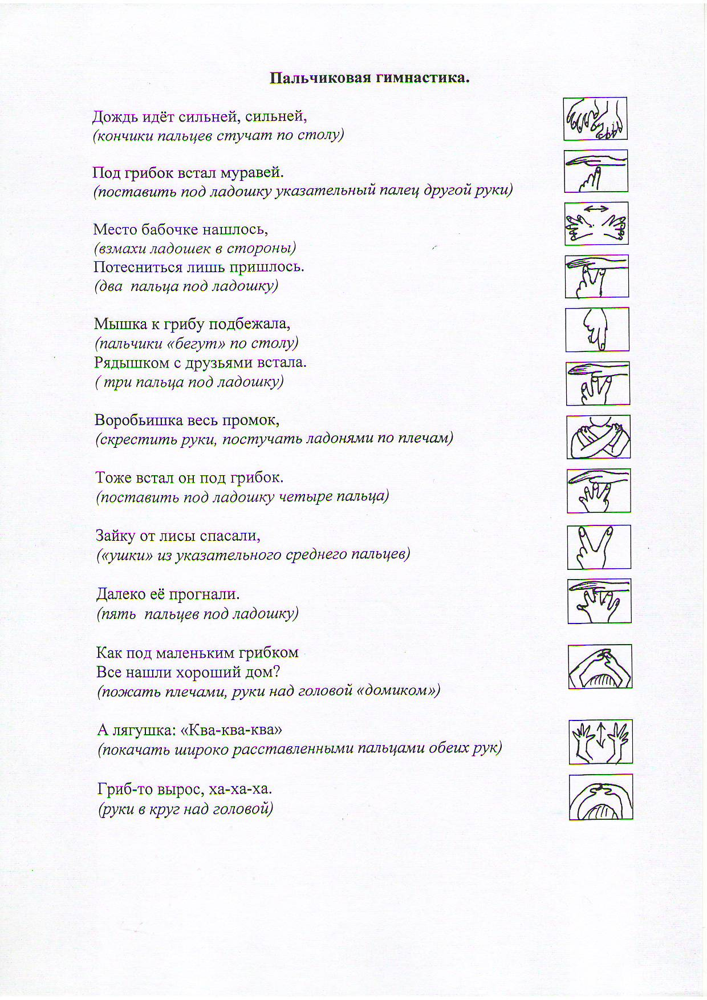 Пальчиковая гимнастика.
Дождь идёт сильней, сильней,
(кончики пальцев стучат по столу)
Под грибок встал муравей.
(поставить под ладошку указательный палец другой руки)
Место бабочке нашлось,
(взмахи ладошек в стороны)
Потесниться лишь пришлось.
(два пальца под ладошку)
Мышка к грибу подбежала,
(пальчики «бегут» по столу)
Рядышком с друзьями встала.
( три пальца под ладошку)
Воробьишка весь промок,
(скрестить руки, постучать ладонями по плечам)
Тоже встал он под грибок.
(поставить под ладошку четыре пальца)
Зайку от лисы спасали,
(«ушки» из указательного среднего пальцев)
Далеко её прогнали.
(пять пальцев под ладошку)
Как под маленьким грибком
Все нашли хороший дом?
(пожать плечами, руки над головой «домиком»)
А лягушка: «Ква-ква-ква»
(покачать широко расставленными пальцами обеих рук)
Гриб-то вырос, ха-ха-ха.
(руки в круг над головой)